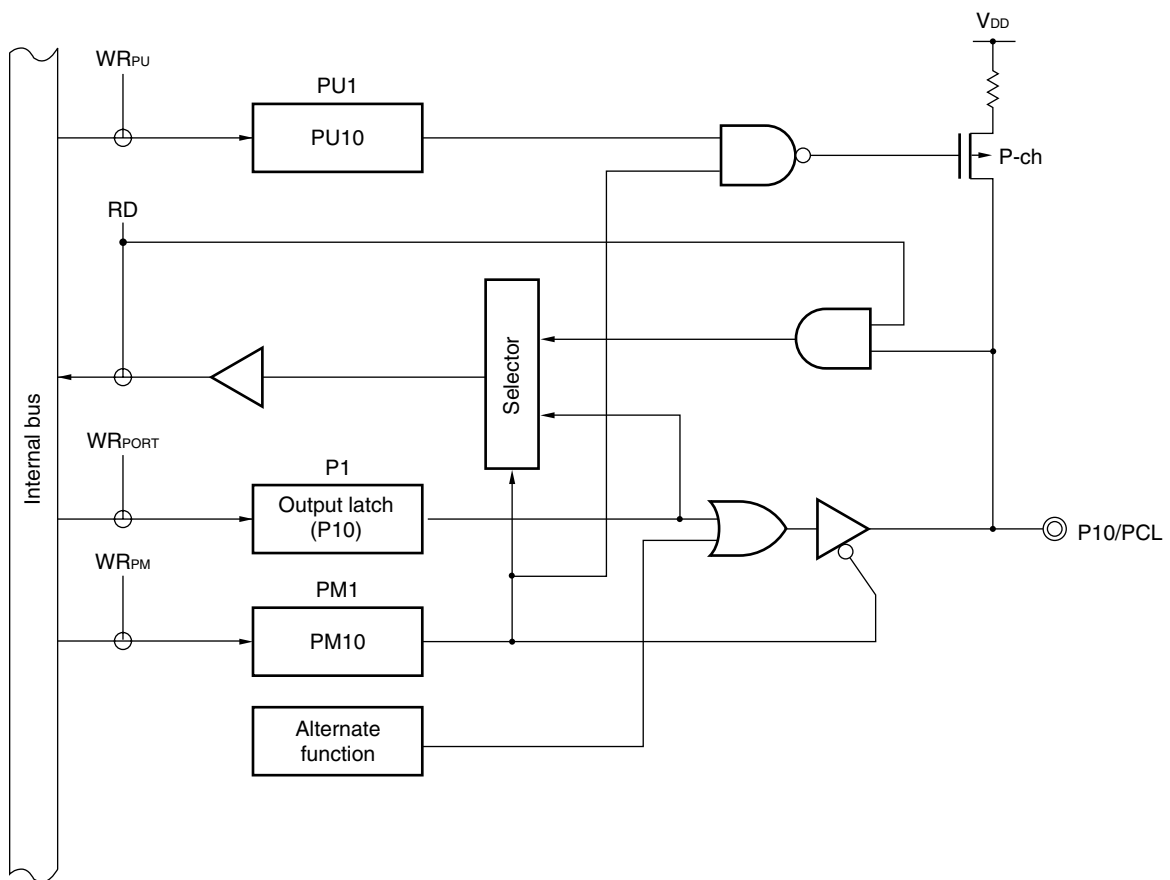 VDD
WRPU
PU1
PU10
P-ch
RD
Selector
Internal bus
WRPORT
P1
Output latch
(P10)
P10/PCL
WRPM
PM1
PM10
Alternate
function